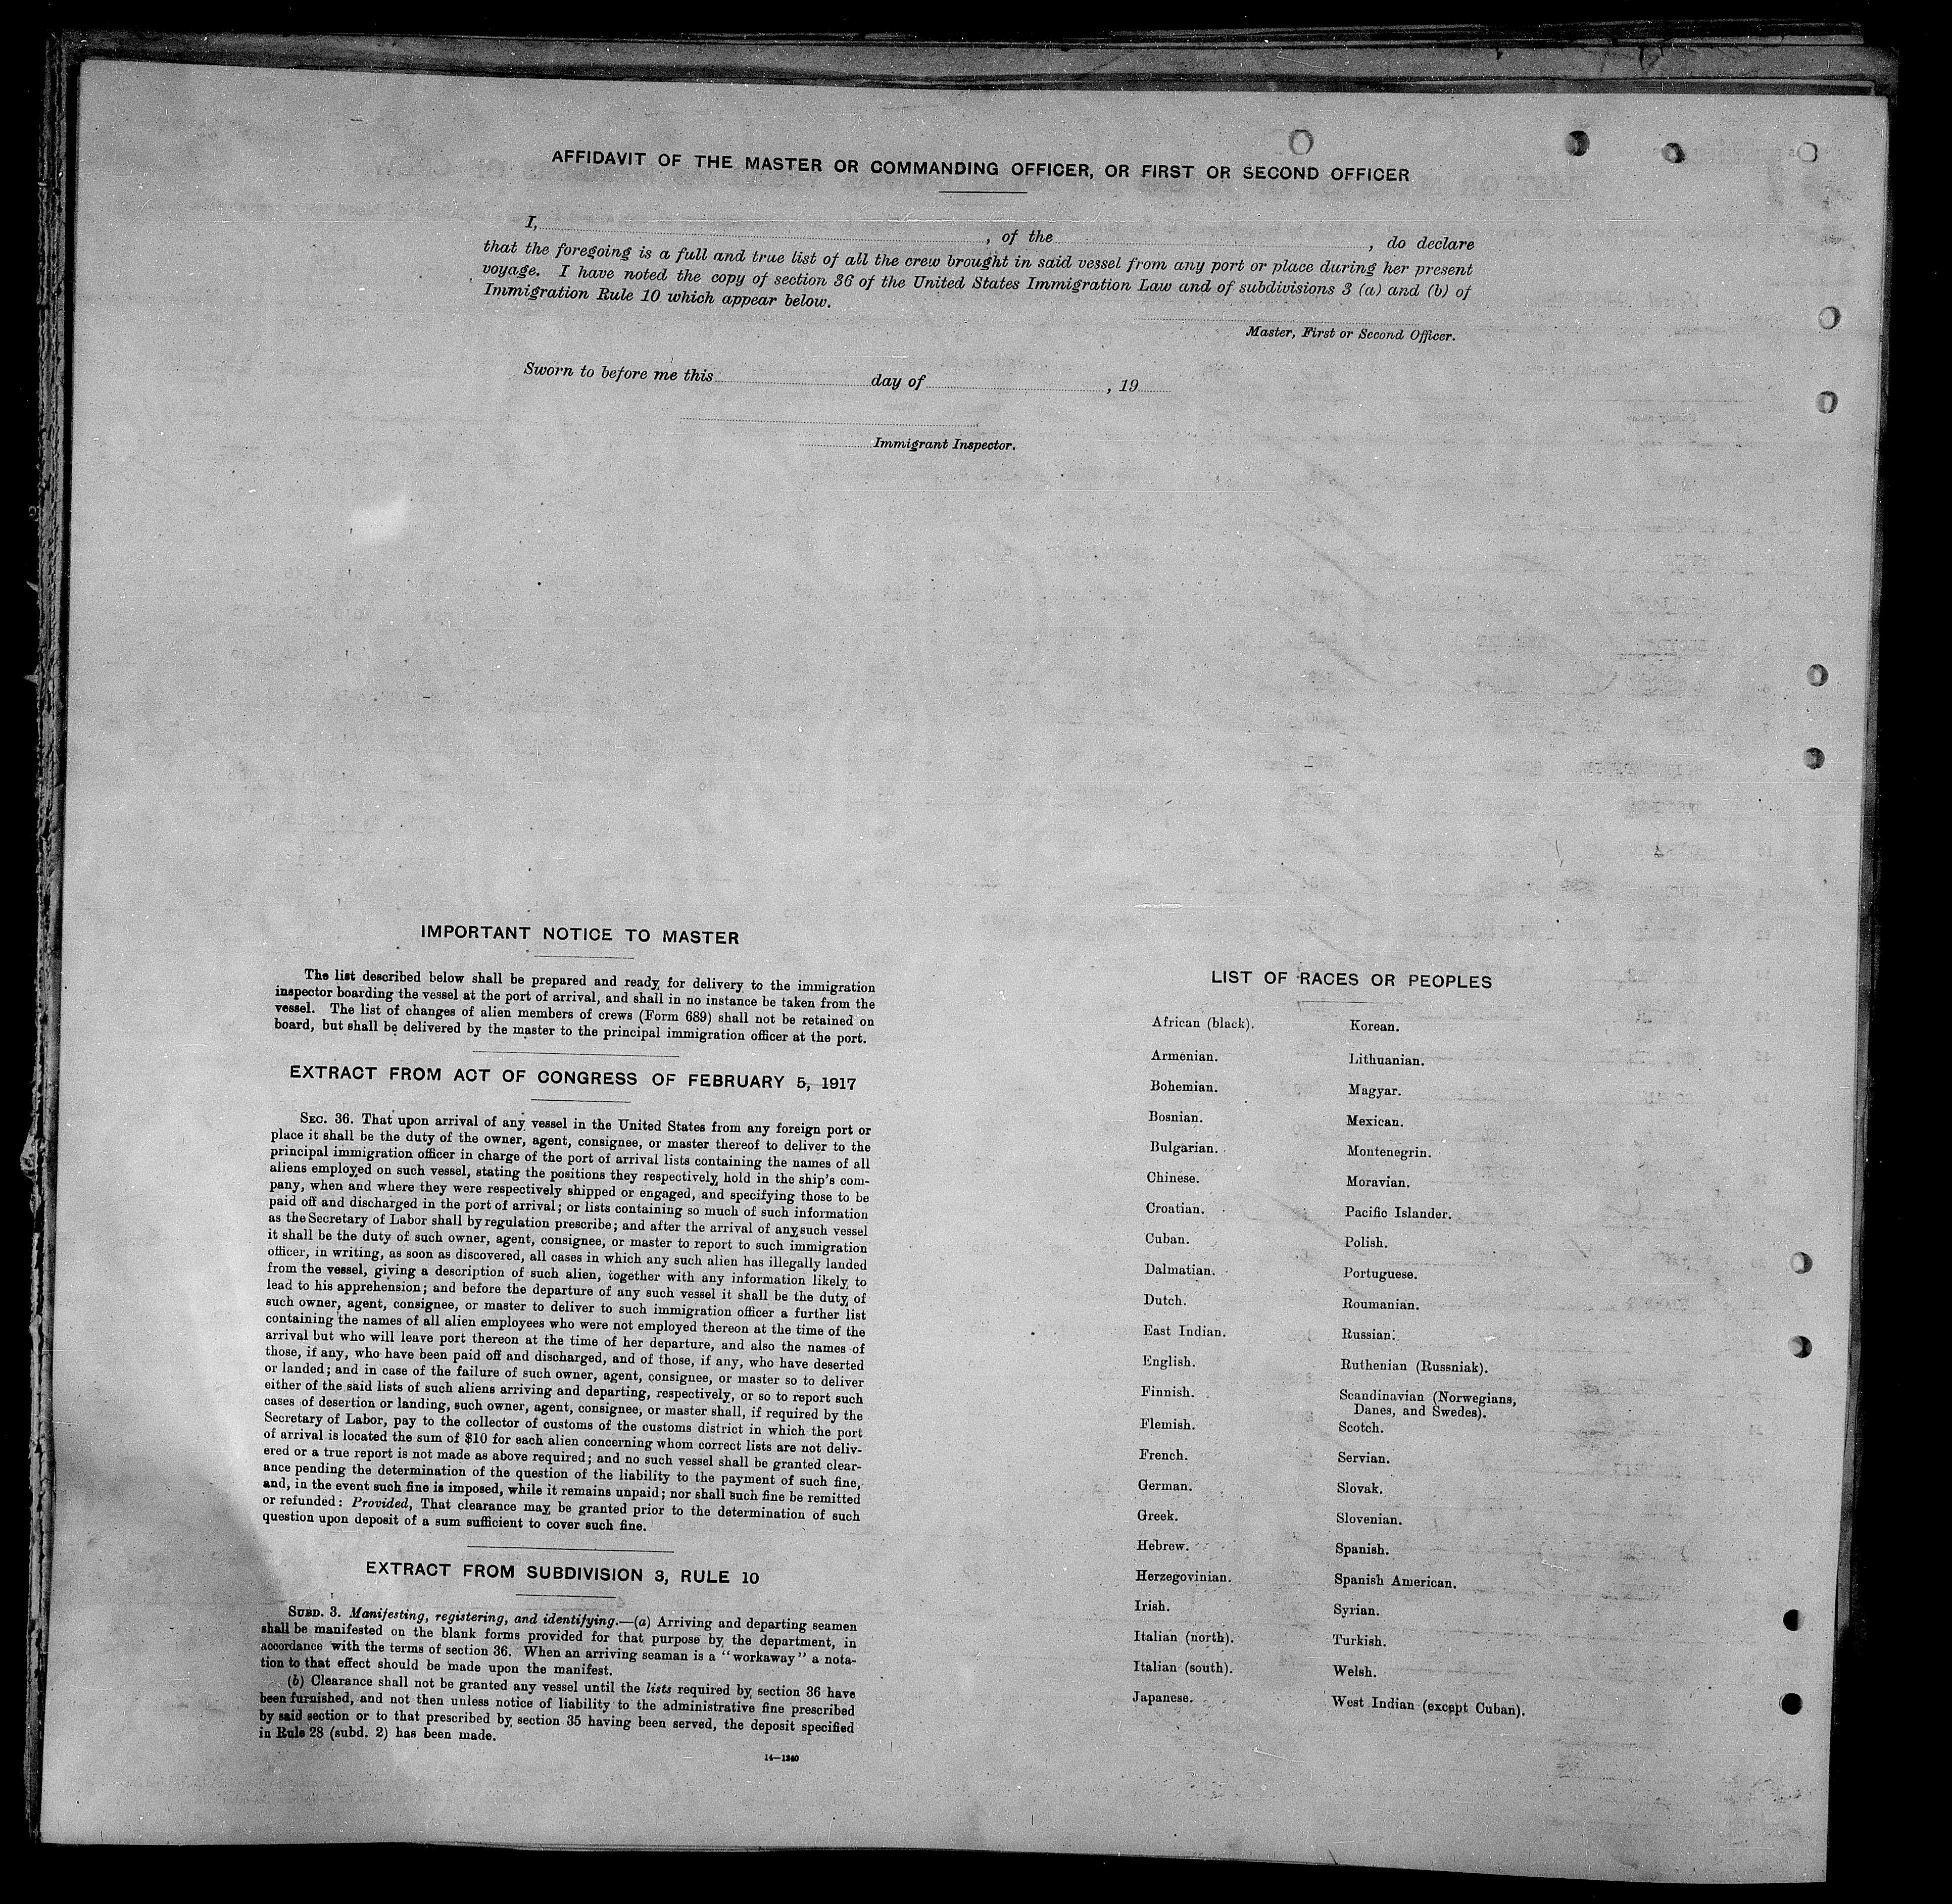 AFFIDAVIT OF THE MASTER OR COMMANDING OFFICER, OR FIRST OR SECOND OFFICER
I, , of the , do declare
that the foregoing is a full and true list of all the crew brought in said vessel from any port or place during her present
voyage. I have noted the copy of section 36 of the United States Immigration Law and of subdivisions 3 (a) and (b) of
Immigration Rule 10 which appear below.
Master, First or Second Officer.
Sworn to before me this day of , 19
Immigrant Inspector.
IMPORTANT NOTICE TO MASTER
The list described below shall be prepared and ready for delivery to the immigration
inspector boarding the vessel at the port of arrival, and shall in no instance be taken from the
vessel. The list of changes of alien members of crews (Form 689) shall not be retained on
board, but shall be delivered by the master to the principal immigration officer at the port.
EXTRACT FROM ACT OF CONGRESS OF FEBRUARY 5, 1917
SEC. 36. That upon arrival of any vessel in the United States from any foreign port or
place it shall be the duty of the owner, agent, consignee, or master thereof to deliver to the
principal immigration officer in charge of the port of arrival lists containing the names of all
aliens employed on such vessel, stating the positions they respectively hold in the ship's com-
pany, when and where they were respectively shipped or engaged, and specifying those to be
paid off and discharged in the port of arrival; or lists containing so much of such information
as the Secretary of Labor shall by regulation prescribe; and after the arrival of any such vessel
it shall be the duty of such owner, agent, consignee, or master to report to such immigration
officer, in writing, as soon as discovered, all cases in which any such alien has illegally landed
from the vessel, giving a description of such alien, together with any information likely to
lead to his apprehension; and before the departure of any such vessel it shall be the duty of
such owner, agent, consignee, or master to deliver to such immigration officer a further list
containing the names of all alien employees who were not employed thereon at the time of the
arrival but who will leave port thereon at the time of her departure, and also the names of
those, if any, who have been paid off and discharged, and of those, if any, who have deserted
or landed; and in case of the failure of such owner, agent, consignee, or master so to deliver
either of the said lists of such aliens arriving and departing, respectively, or so to report such
cases of desertion or landing, such owner, agent, consignee, or master shall, if required by the
Secretary of Labor, pay to the collector of customs of the customs district in which the port
of arrival is located the sum of $10 for each alien concerning whom correct lists are not deliv-
ered or a true report is not made as above required; and no such vessel shall be granted clear-
ance pending the determination of the question of the liability to the payment of such fine,
and, in the event such fine is imposed, while it remains unpaid; nor shall such fine be remitted
or refunded: Provided, That clearance may be granted prior to the determination of such
question upon deposit of a sum sufficient to cover such fine.
EXTRACT FROM SUBDIVISION 3, RULE 10
SUBD. 3. Manifesting, registering, and identifying.—(a) Arriving and departing seamen
shall be manifested on the blank forms provided for that purpose by the department, in
accordance with the terms of section 36. When an arriving seaman is a "workaway" a nota-
tion to that effect should be made upon the manifest.
(b) Clearance shall not be granted any vessel until the lists required by section 36 have
been furnished, and not then unless notice of liability to the administrative fine prescribed
by said section or to that prescribed by section 35 having been served, the deposit specified
in Rule 28 (subd. 2) has been made.
14—1240
LIST OF RACES OR PEOPLES
African (black).
Armenian.
Bohemian.
Bosnian.
Bulgarian.
Chinese.
Croatian.
Cuban.
Dalmatian.
Dutch.
East Indian.
English.
Finnish.
Flemish.
French.
German.
Greek.
Hebrew.
Herzegovinian.
Irish.
Italian (north).
Italian (south).
Japanese.
Korean.
Lithuanian.
Magyar.
Mexican.
Montenegrin.
Moravian.
Pacific Islander.
Polish.
Portuguese.
Roumanian.
Russian.
Ruthenian (Russniak).
Scandinavian (Norwegians,
Danes, and Swedes).
Scotch.
Servian.
Slovak.
Slovenian.
Spanish.
Spanish American.
Syrian.
Turkish.
Welsh.
West Indian (except Cuban).